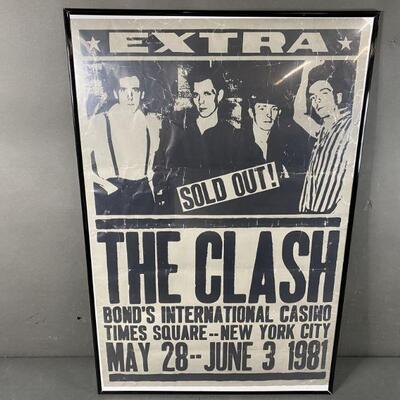 EXTRA
SOLD OUT!
THE CLASH
BOND'S INTERNATIONAL CASINO
TIMES SQUARE--NEW YORK CITY
MAY 28--JUNE 3 1981